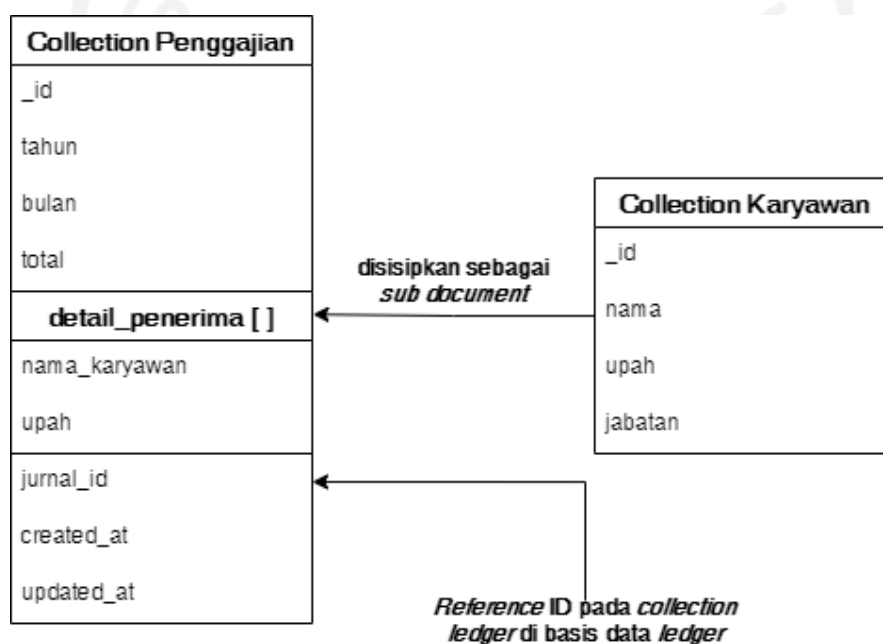 Collection Penggajian
_id
tahun
bulan
total
detail_penerima [ ]
nama_karyawan
upah
jurnal_id
created_at
updated_at
disisipkan sebagai
sub document
Collection Karyawan
_id
nama
upah
jabatan
Reference ID pada collection
ledger di basis data ledger